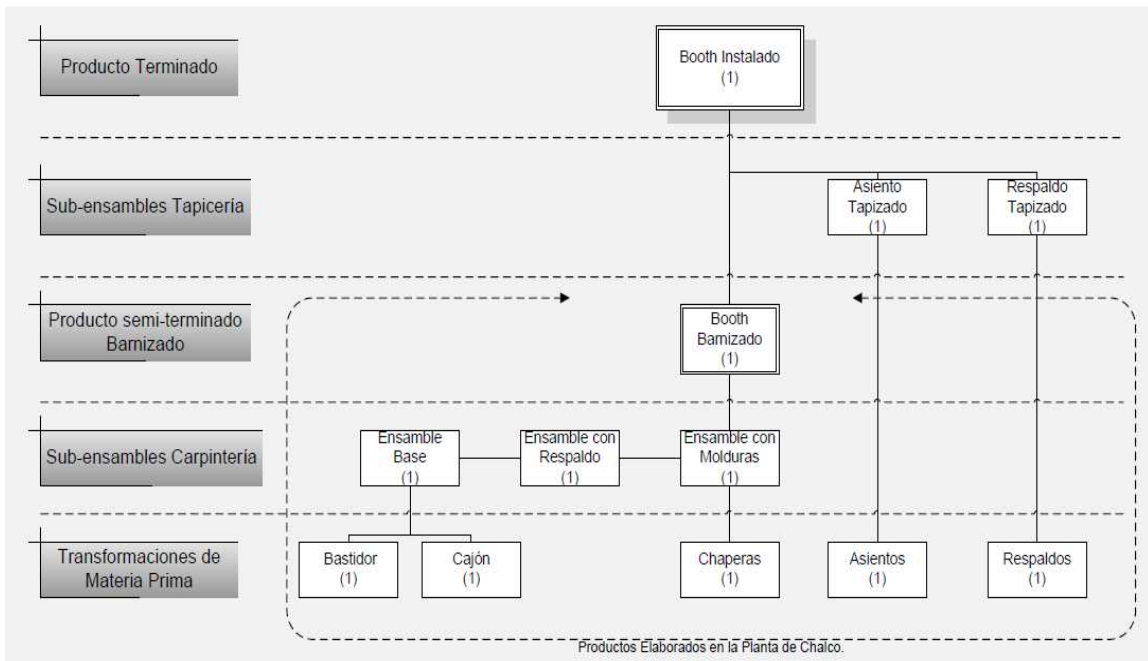 Producto Terminado
Booth Instalado
(1)
Sub-ensambles Tapicería
Asiento
Tapizado
(1)
Respaldo
Tapizado
(1)
Producto semi-terminado
Barnizado
Booth
Barnizado
(1)
Sub-ensambles Carpintería
Ensamble
Base
(1)
Ensamble con
Respaldo
(1)
Ensamble con
Molduras
(1)
Transformaciones de
Materia Prima
Bastidor
(1)
Cajón
(1)
Chaperas
(1)
Asientos
(1)
Respaldos
(1)
Productos Elaborados en la Planta de Chalco.